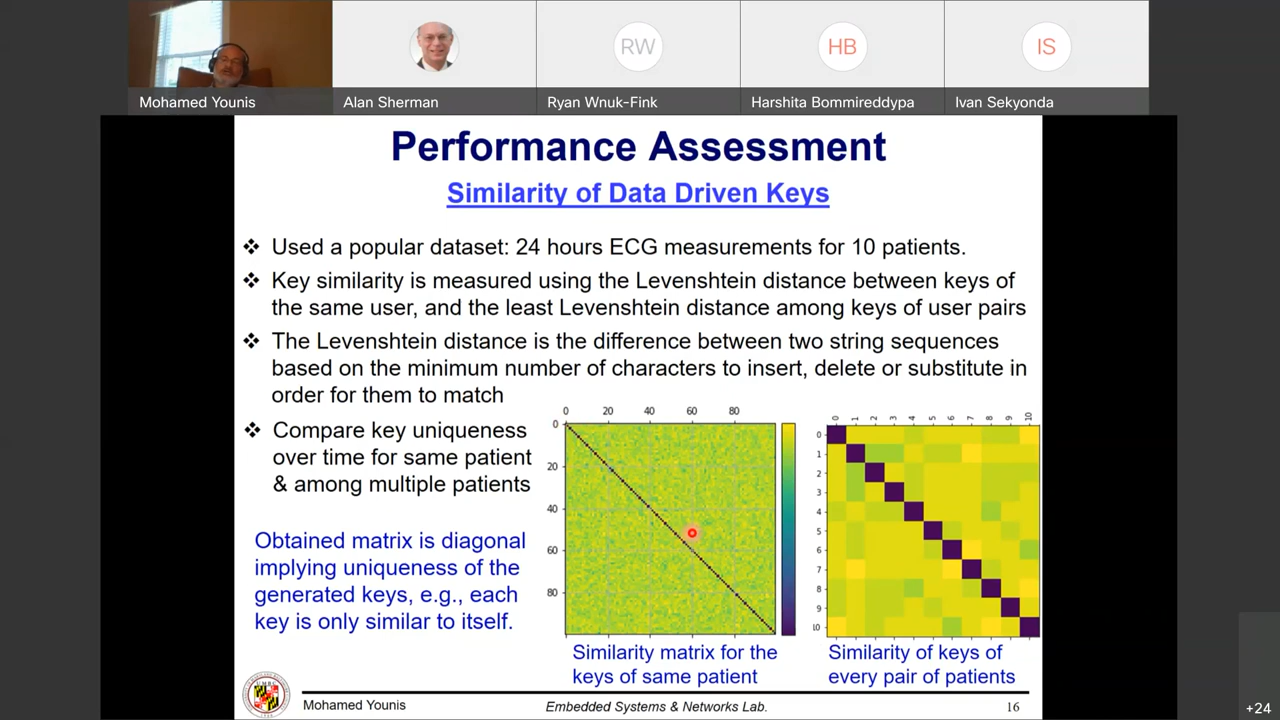 RW
HB
IS
Mohamed Younis
Alan Sherman
Ryan Wnuk-Fink
Harshita Bommireddypa
Ivan Sekyonda
Performance Assessment
Similarity of Data Driven Keys
❖ Used a popular dataset: 24 hours ECG measurements for 10 patients.
❖ Key similarity is measured using the Levenshtein distance between keys of
the same user, and the least Levenshtein distance among keys of user pairs
❖ The Levenshtein distance is the difference between two string sequences
based on the minimum number of characters to insert, delete or substitute in
order for them to match
❖ Compare key uniqueness
over time for same patient
& among multiple patients
Obtained matrix is diagonal
implying uniqueness of the
generated keys, e.g., each
key is only similar to itself.
0 20 40 60 80
0
20
40
60
80
Similarity matrix for the
keys of same patient
0 1 2 3 4 5 6 7 8 9 10
0
1
2
3
4
5
6
7
8
9
10
Similarity of keys of
every pair of patients
UMBC
Mohamed Younis
Embedded Systems & Networks Lab.
16
+24